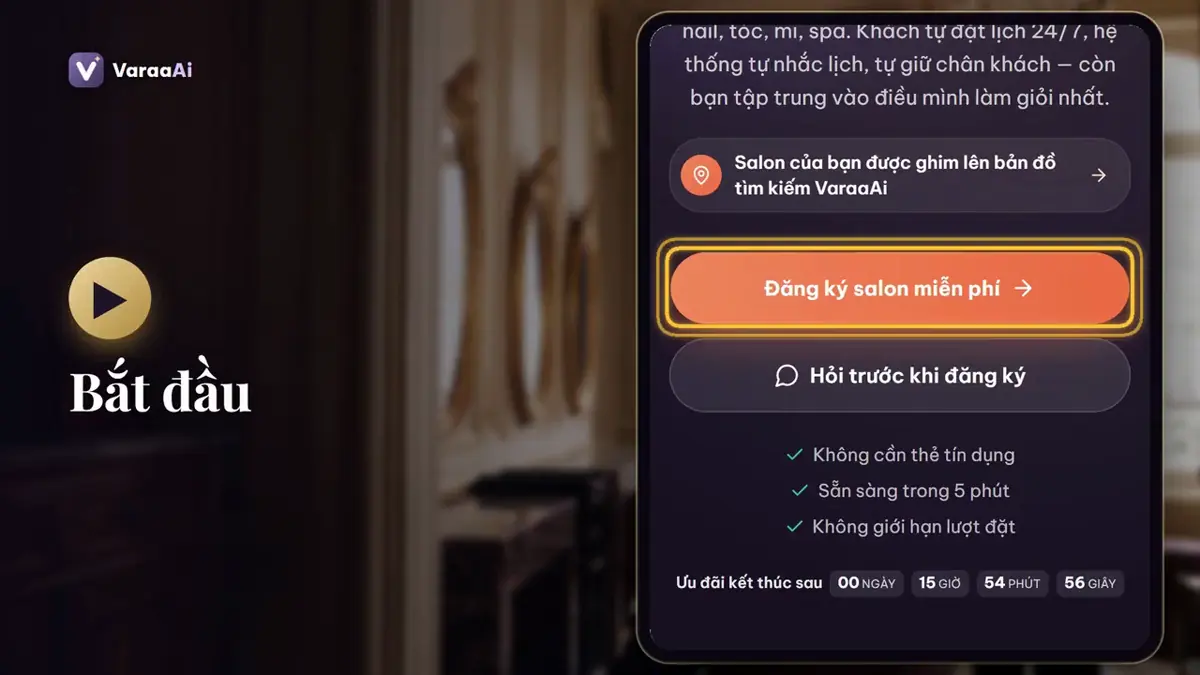 VaraaAi
Bắt đầu
nail, tóc, mi, spa. Khách tự đặt lịch 24/7, hệ
thống tự nhắc lịch, tự giữ chân khách — còn
bạn tập trung vào điều mình làm giỏi nhất.
Salon của bạn được ghim lên bản đồ
tìm kiếm VaraaAi
Đăng ký salon miễn phí
Hỏi trước khi đăng ký
Không cần thẻ tín dụng
Sẵn sàng trong 5 phút
Không giới hạn lượt đặt
Ưu đãi kết thúc sau 00 NGÀY 15 GIỜ 54 PHÚT 56 GIÂY